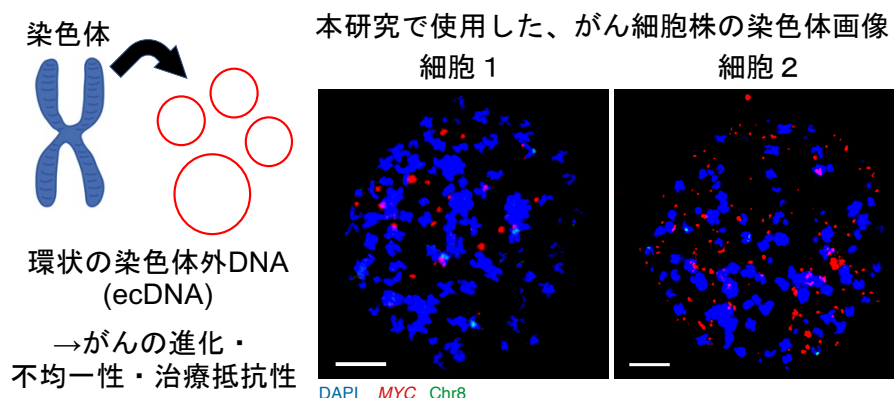 染色体
本研究で使用した、がん細胞株の染色体画像
細胞１
細胞２
環状の染色体外DNA
(ecDNA)
→がんの進化・
不均一性・治療抵抗性
DAPI MYC Chr8